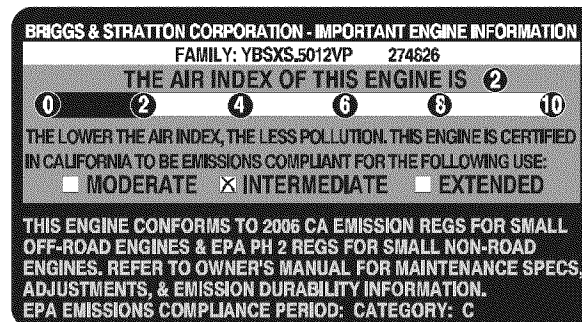 BRIGGS & STRATTON CORPORATION - IMPORTANT ENGINE INFORMATION
FAMILY: YBSXS.5012VP 274826
THE AIR INDEX OF THIS ENGINE IS 2
0 2 4 6 8 10
THE LOWER THE AIR INDEX, THE LESS POLLUTION. THIS ENGINE IS CERTIFIED
IN CALIFORNIA TO BE EMISSIONS COMPLIANT FOR THE FOLLOWING USE:
MODERATE INTERMEDIATE EXTENDED
THIS ENGINE CONFORMS TO 2006 CA EMISSION REGS FOR SMALL
OFF-ROAD ENGINES & EPA PH 2 REGS FOR SMALL NON-ROAD
ENGINES. REFER TO OWNER'S MANUAL FOR MAINTENANCE SPECS,
ADJUSTMENTS, & EMISSION DURABILITY INFORMATION.
EPA EMISSIONS COMPLIANCE PERIOD: CATEGORY: C